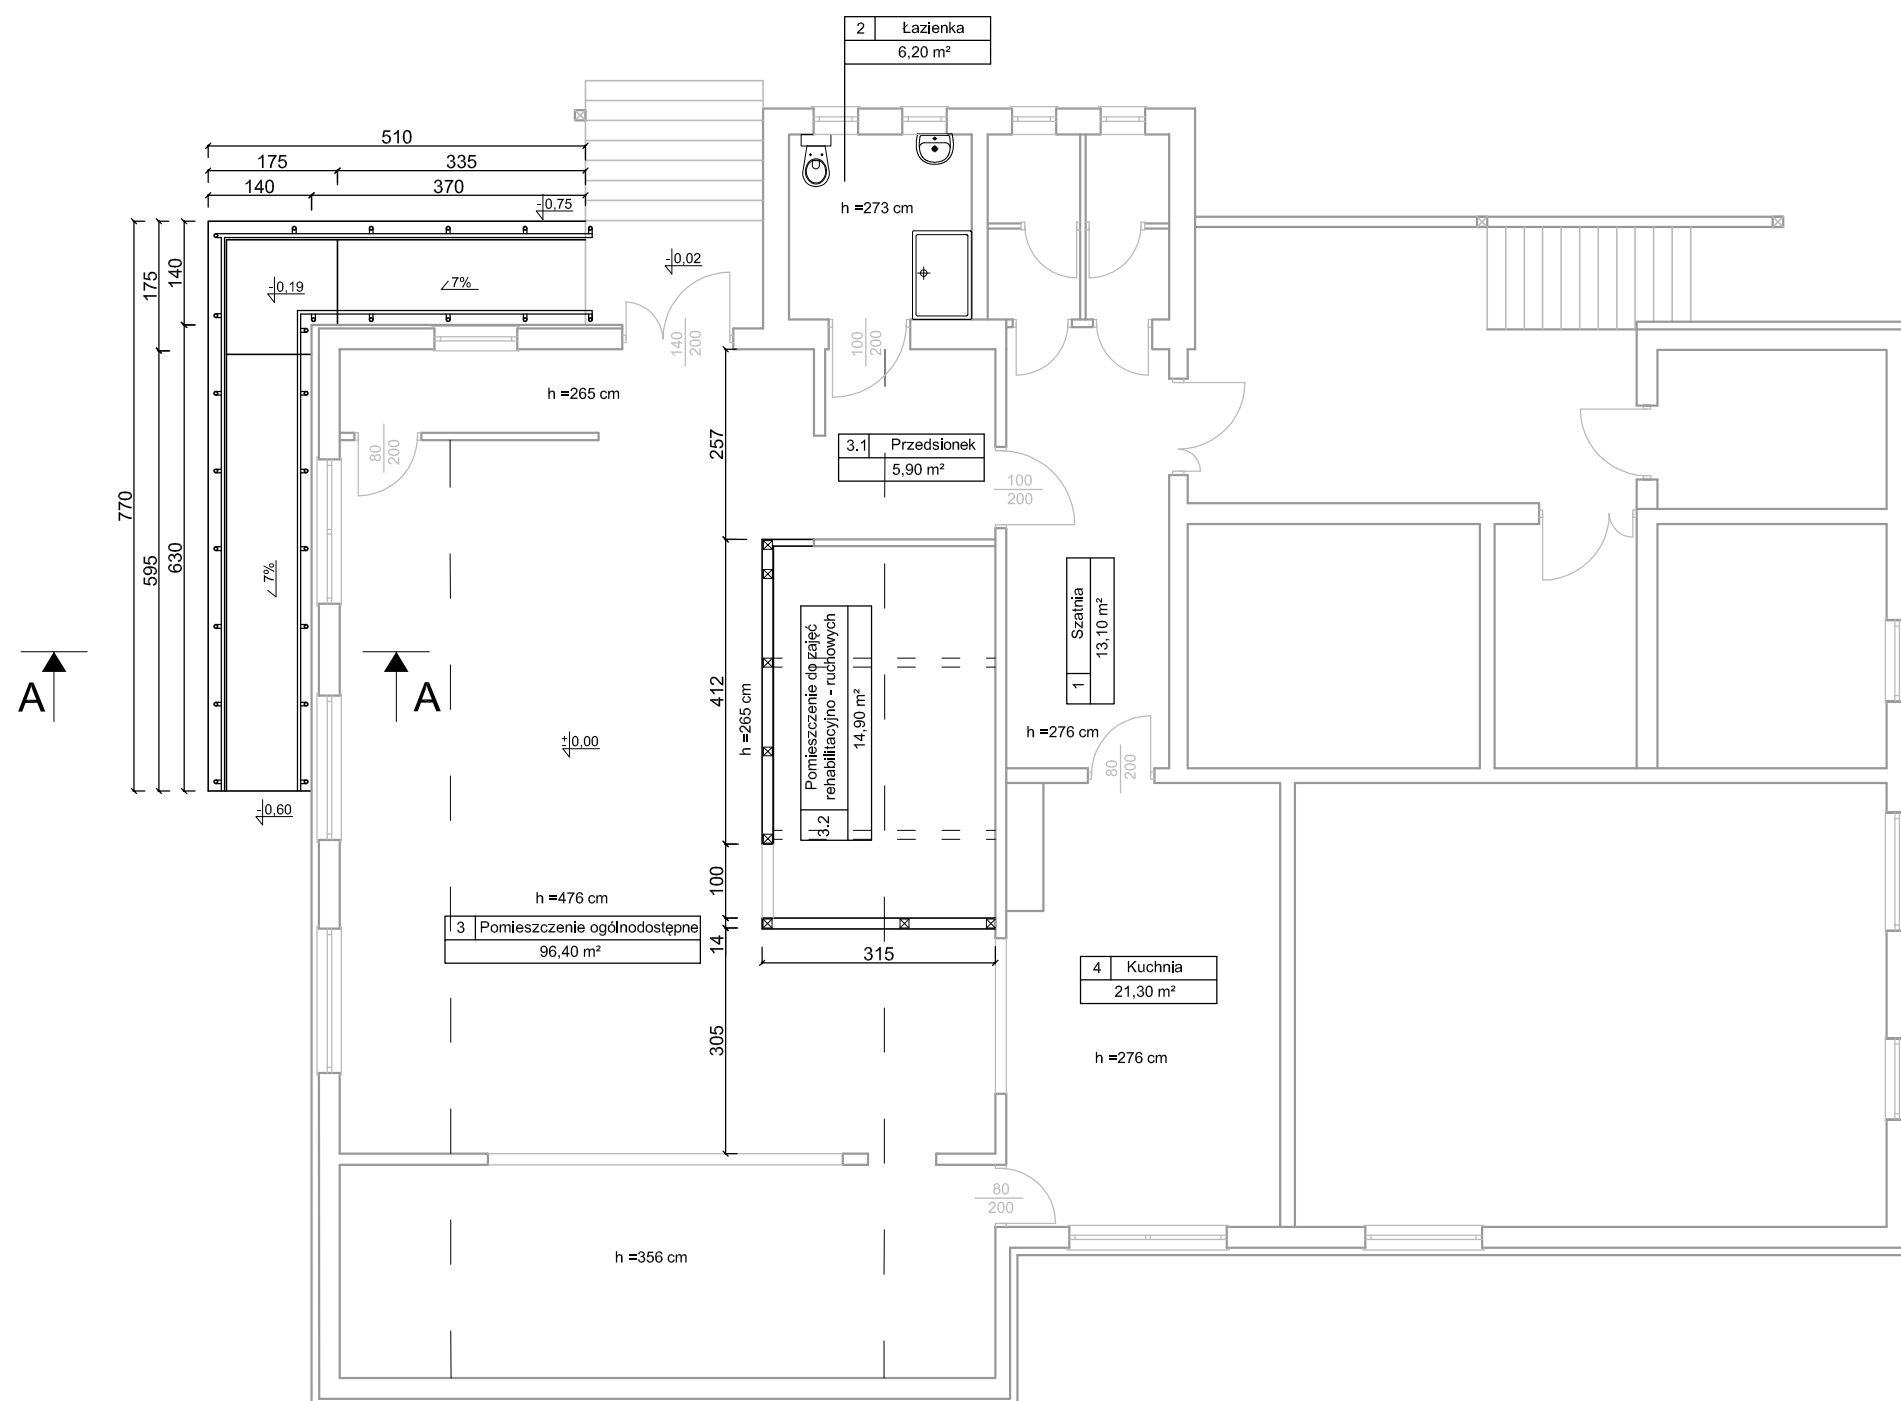 2 Łazienka
6,20 m²
510
175 335
140 370
-0,75
h =273 cm
-0,02
770
175
140
-0,19
7%
140
200
100
200
h =265 cm
80
200
257
3.1 Przedsionek
5,90 m²
100
200
595
630
7%
A
A
412
h =265 cm
3.2 Pomieszczenie do zajęć
rehabilitacyjno - ruchowych
14,90 m²
1 Szatnia
13,10 m²
h =276 cm
80
200
±0,00
-0,60
100
h =476 cm
3 Pomieszczenie ogólnodostępne
96,40 m²
14
315
4 Kuchnia
21,30 m²
305
h =276 cm
80
200
h =356 cm